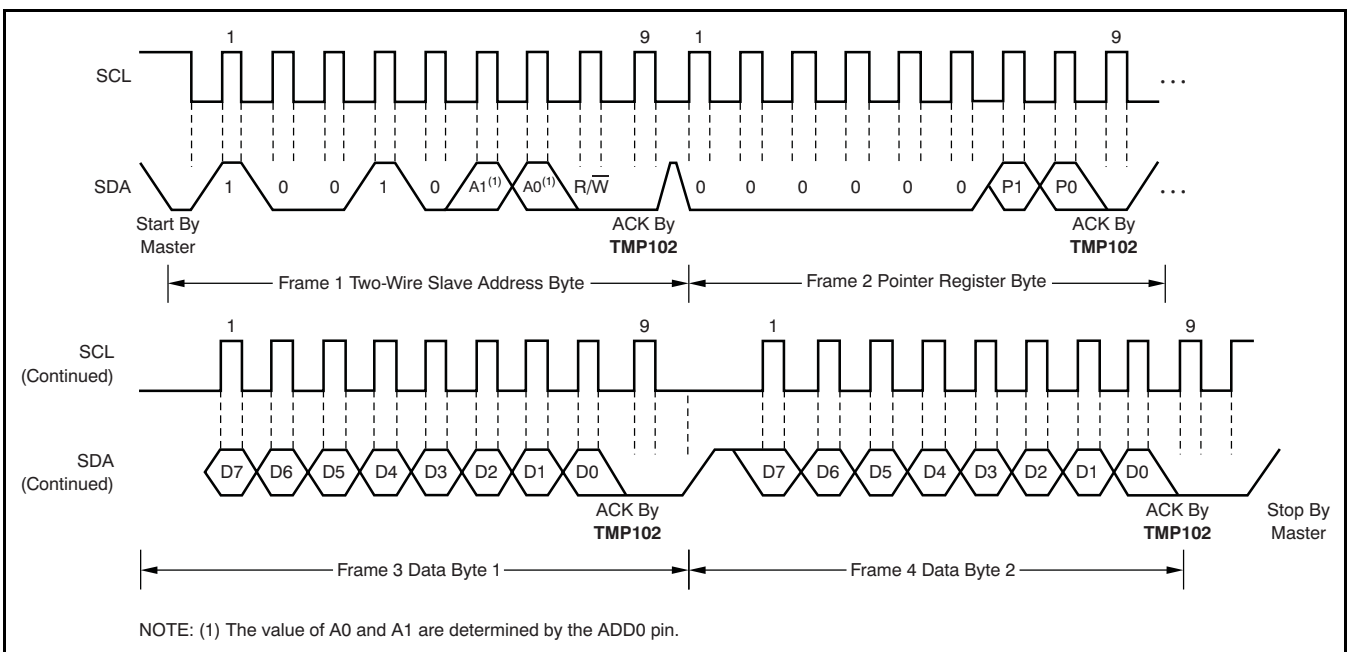 1 9 1 9
SCL ...
SDA 1 0 0 1 0 A1(1) A0(1) R/W̅ 0 0 0 0 0 0 P1 P0 ...
Start By Master
ACK By TMP102
ACK By TMP102
Frame 1 Two-Wire Slave Address Byte
Frame 2 Pointer Register Byte
1 9 1 9
SCL
(Continued)
SDA
(Continued)
D7 D6 D5 D4 D3 D2 D1 D0 D7 D6 D5 D4 D3 D2 D1 D0
ACK By TMP102
ACK By TMP102
Stop By Master
Frame 3 Data Byte 1
Frame 4 Data Byte 2
NOTE: (1) The value of A0 and A1 are determined by the ADD0 pin.